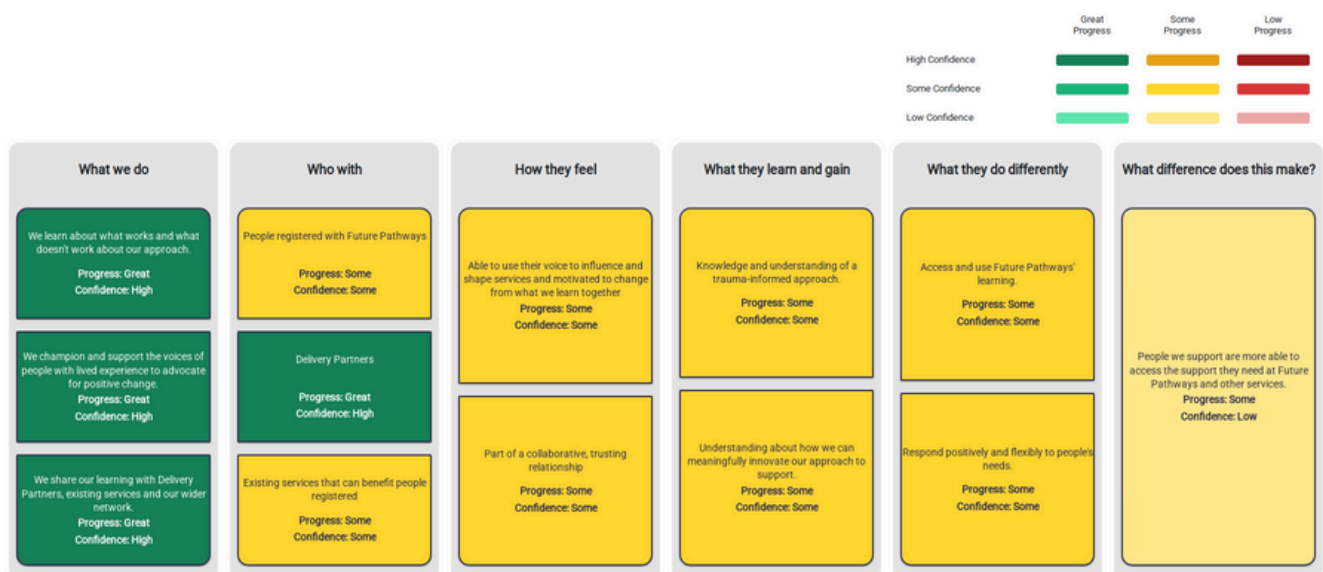 Great
Progress
Some
Progress
Low
Progress
High Confidence
Some Confidence
Low Confidence
What we do
We learn about what works and what
doesn't work about our approach.
Progress: Great
Confidence: High
We champion and support the voices of
people with lived experience to advocate
for positive change.
Progress: Great
Confidence: High
We share our learning with Delivery
Partners, existing services and our wider
network.
Progress: Great
Confidence: High
Who with
People registered with Future Pathways
Progress: Some
Confidence: Some
Delivery Partners
Progress: Great
Confidence: High
Existing services that can benefit people
registered
Progress: Some
Confidence: Some
How they feel
Able to use their voice to influence and
shape services and motivated to change
from what we learn together
Progress: Some
Confidence: Some
Part of a collaborative, trusting
relationship
Progress: Some
Confidence: Some
What they learn and gain
Knowledge and understanding of a
trauma-informed approach.
Progress: Some
Confidence: Some
Understanding about how we can
meaningfully innovate our approach to
support.
Progress: Some
Confidence: Some
What they do differently
Access and use Future Pathways'
learning.
Progress: Some
Confidence: Some
Respond positively and flexibly to people's
needs.
Progress: Some
Confidence: Some
What difference does this make?
People we support are more able to
access the support they need at Future
Pathways and other services.
Progress: Some
Confidence: Low